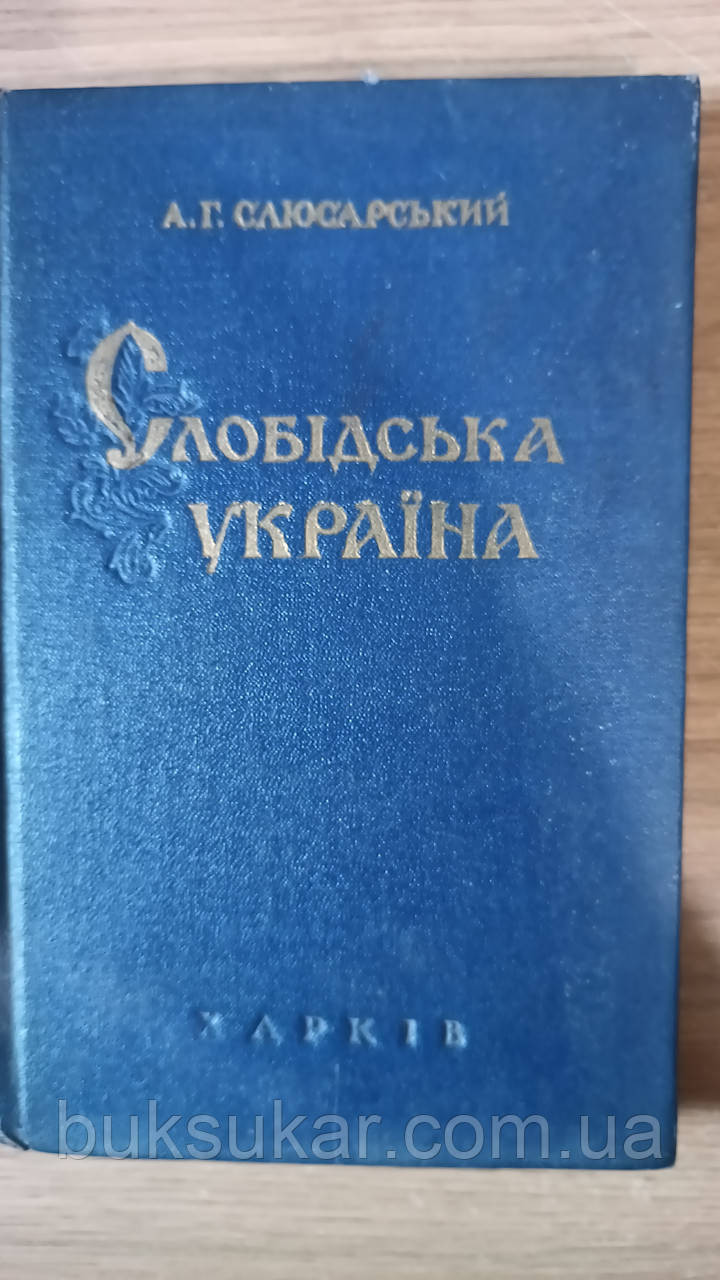 А. Г. СЛЮСАРСЬКИЙ
СЛОБІДСЬКА
УКРАЇНА
ХАРКІВ
buksukar.com.ua